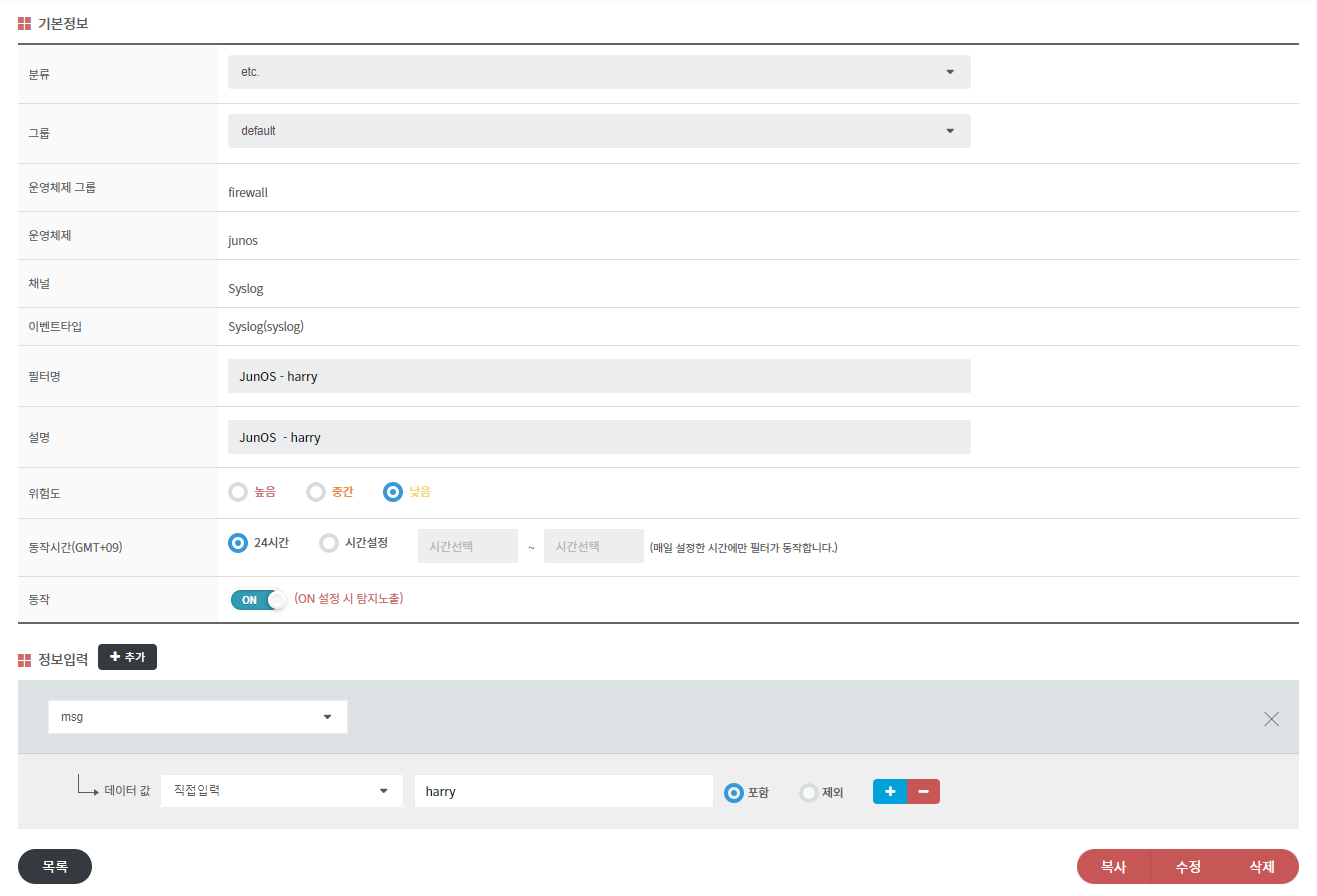 기본정보
분류 etc.
그룹 default
운영체제 그룹 firewall
운영체제 junos
채널 Syslog
이벤트타입 Syslog(syslog)
필터명 JunOS - harry
설명 JunOS  - harry
위험도 높음 중간 낮음
동작시간(GMT+09) 24시간 시간설정 시간선택 ~ 시간선택 (매일 설정한 시간에만 필터가 동작합니다.)
동작 ON (ON 설정 시 탐지노출)
정보입력 + 추가
msg
데이터 값 직접입력 harry 포함 제외 + −
목록 복사 수정 삭제